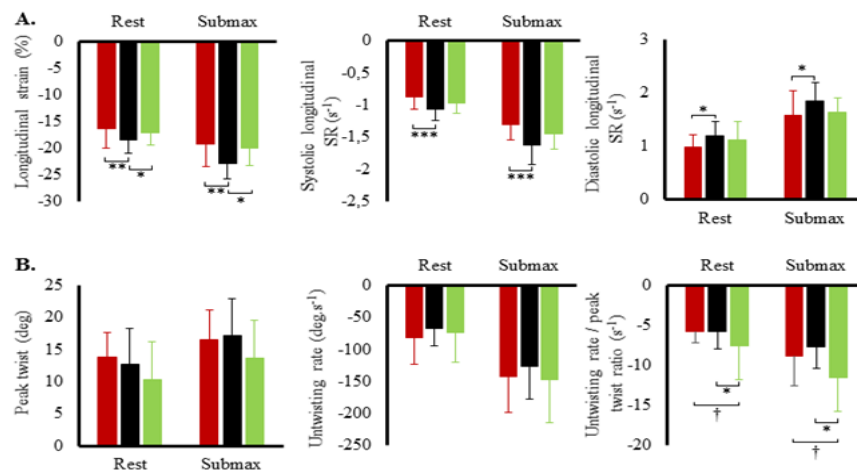 A.
Rest Submax
Longitudinal strain (%)
0
-5
-10
-15
-20
-25
-30
** *
** *
Rest Submax
Systolic longitudinal
SR (s-1)
0
-0,5
-1
-1,5
-2
-2,5
***
***
Diastolic longitudinal
SR (s-1)
3
2
1
0
*
*
Rest Submax
B.
Peak twist (deg)
25
20
15
10
5
0
Rest Submax
Rest Submax
Untwisting rate (deg.s-1)
0
-50
-100
-150
-200
-250
Rest Submax
Untwisting rate / peak
twist ratio (s-1)
0
-5
-10
-15
-20
*
†
*
†